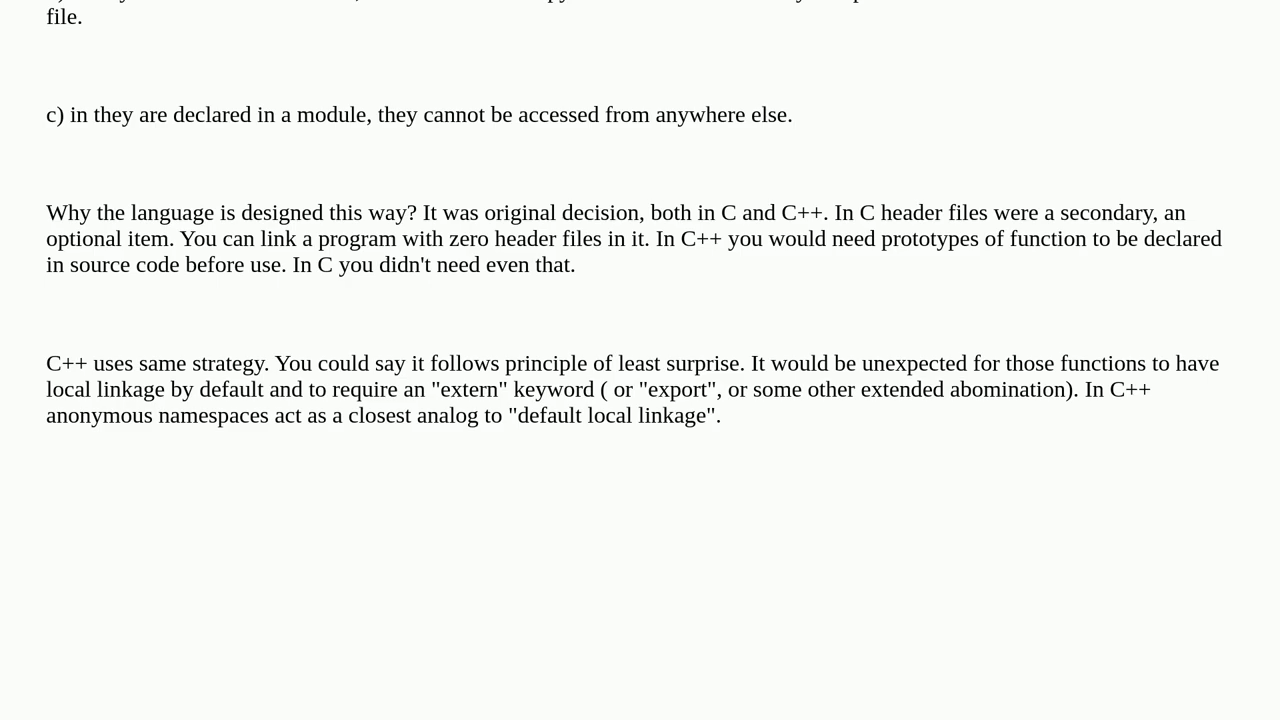 file.
c) in they are declared in a module, they cannot be accessed from anywhere else.
Why the language is designed this way? It was original decision, both in C and C++. In C header files were a secondary, an
optional item. You can link a program with zero header files in it. In C++ you would need prototypes of function to be declared
in source code before use. In C you didn't need even that.
C++ uses same strategy. You could say it follows principle of least surprise. It would be unexpected for those functions to have
local linkage by default and to require an "extern" keyword ( or "export", or some other extended abomination). In C++
anonymous namespaces act as a closest analog to "default local linkage".